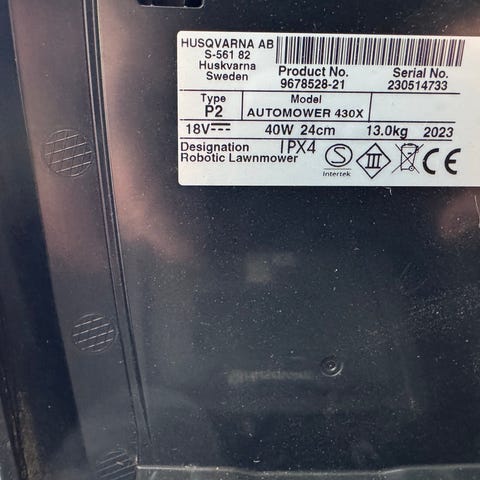 HUSQVARNA AB
S-561 82
Huskvarna
Sweden
Product No.
9678528-21
Serial No.
230514733
Type
P2
Model
AUTOMOWER 430X
18V 40W 24cm 13.0kg 2023
Designation IPX4
Robotic Lawnmower
S
Intertek
III
CE